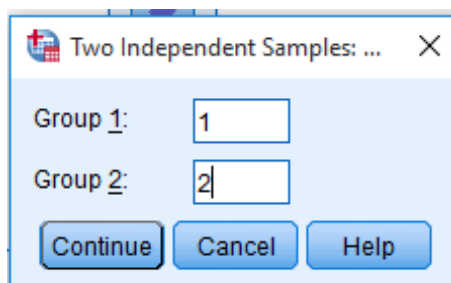 Two Independent Samples: ...
Group 1: 1
Group 2: 2
Continue Cancel Help